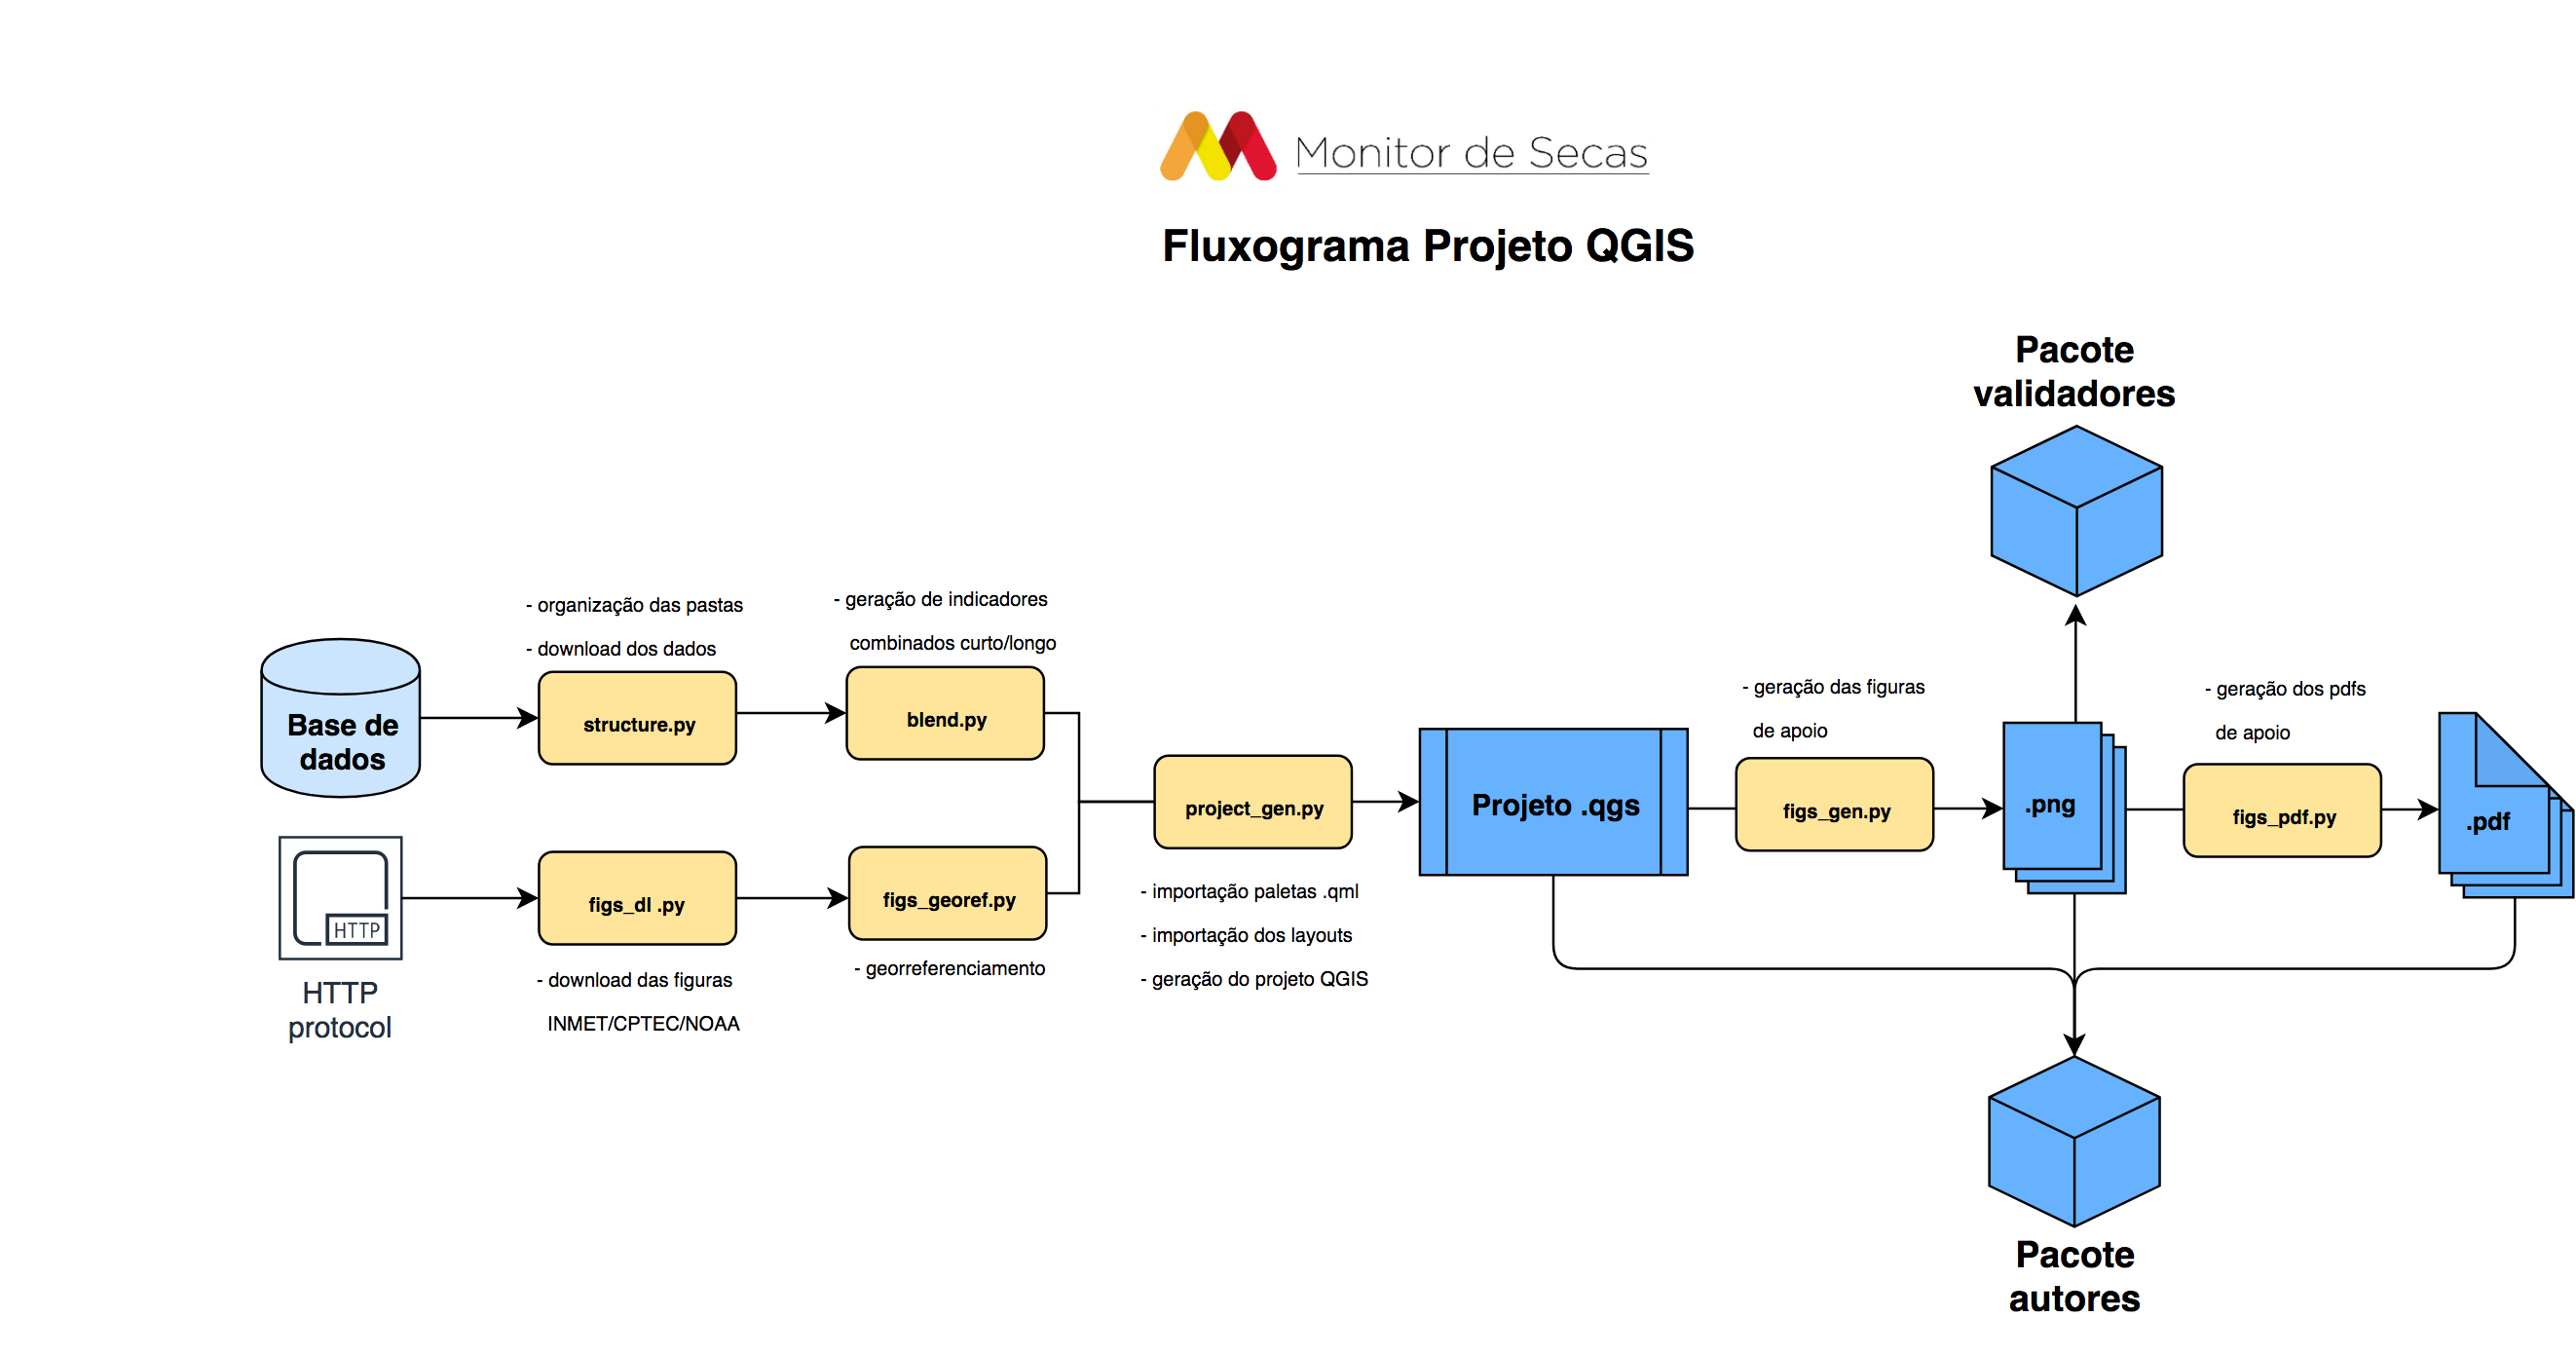 Monitor de Secas
Fluxograma Projeto QGIS
Pacote
validadores
- organização das pastas
- download dos dados
- geração de indicadores
combinados curto/longo
Base de
dados
structure.py
blend.py
HTTP
HTTP
protocol
figs_dl .py
- download das figuras
INMET/CPTEC/NOAA
figs_georef.py
- georreferenciamento
project_gen.py
- importação paletas .qml
- importação dos layouts
- geração do projeto QGIS
Projeto .qgs
- geração das figuras
de apoio
figs_gen.py
.png
- geração dos pdfs
de apoio
figs_pdf.py
.pdf
Pacote
autores